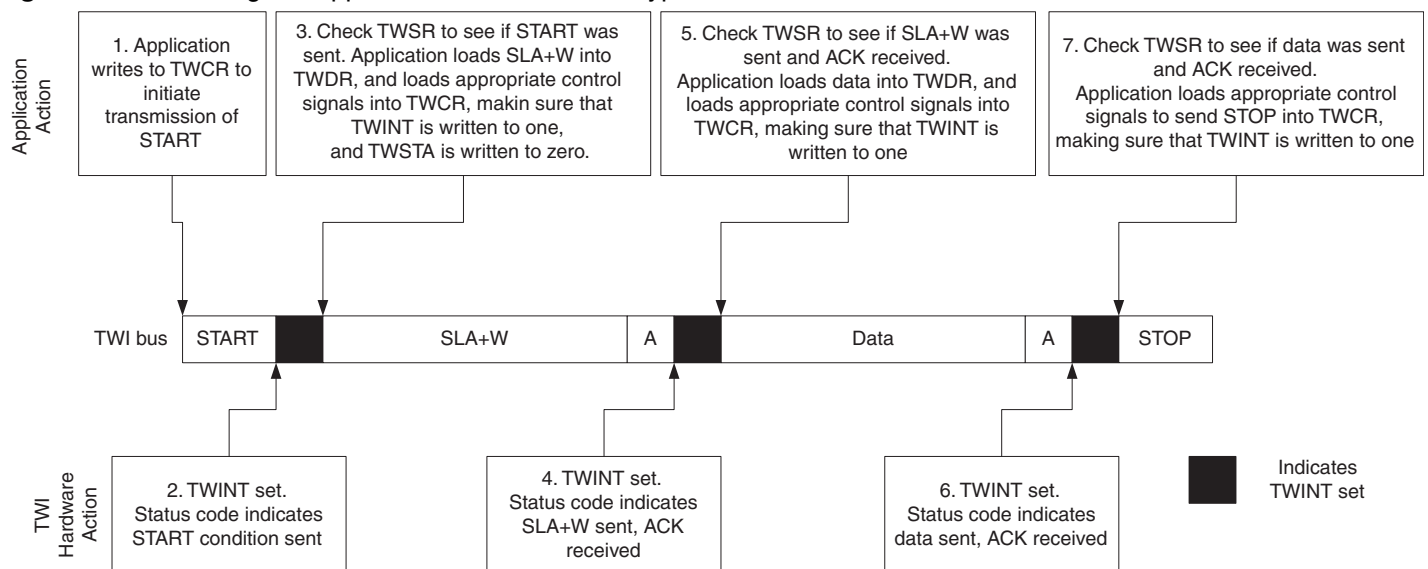 Application
Action
1. Application
writes to TWCR to
initiate
transmission of
START
3. Check TWSR to see if START was
sent. Application loads SLA+W into
TWDR, and loads appropriate control
signals into TWCR, makin sure that
TWINT is written to one,
and TWSTA is written to zero.
5. Check TWSR to see if SLA+W was
sent and ACK received.
Application loads data into TWDR, and
loads appropriate control signals into
TWCR, making sure that TWINT is
written to one
7. Check TWSR to see if data was sent
and ACK received.
Application loads appropriate control
signals to send STOP into TWCR,
making sure that TWINT is written to one
TWI bus
START
SLA+W
A
Data
A
STOP
TWI
Hardware
Action
2. TWINT set.
Status code indicates
START condition sent
4. TWINT set.
Status code indicates
SLA+W sent, ACK
received
6. TWINT set.
Status code indicates
data sent, ACK received
Indicates
TWINT set